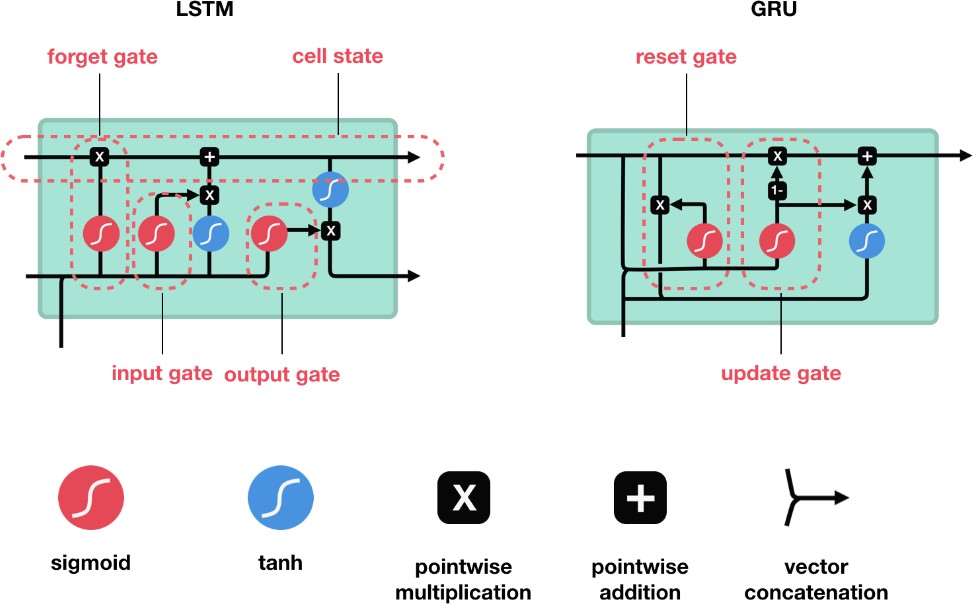 LSTM
GRU
forget gate
cell state
reset gate
x
+
x
+
x
1-
x
x
x
input gate
output gate
update gate
x
+
sigmoid
tanh
pointwise
multiplication
pointwise
addition
vector
concatenation